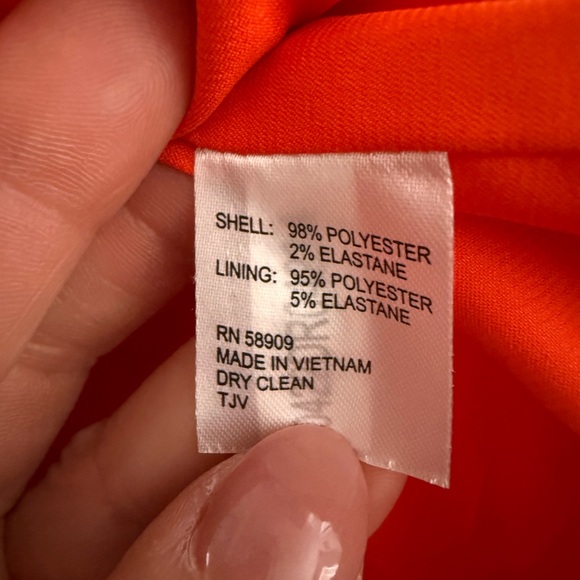 SHELL: 98% POLYESTER
2% ELASTANE
LINING: 95% POLYESTER
5% ELASTANE
RN 58909
MADE IN VIETNAM
DRY CLEAN
TJV